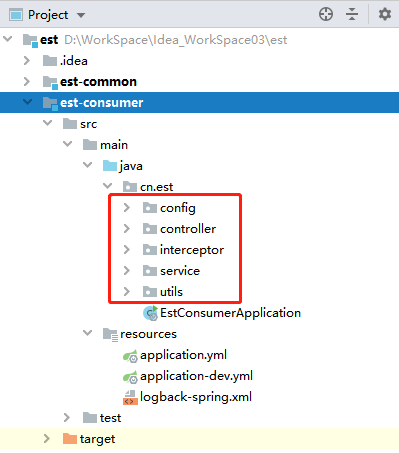 Project
est D:\WorkSpace\Idea_WorkSpace03\est
.idea
est-common
est-consumer
src
main
java
cn.est
config
controller
interceptor
service
utils
EstConsumerApplication
resources
application.yml
application-dev.yml
logback-spring.xml
test
target